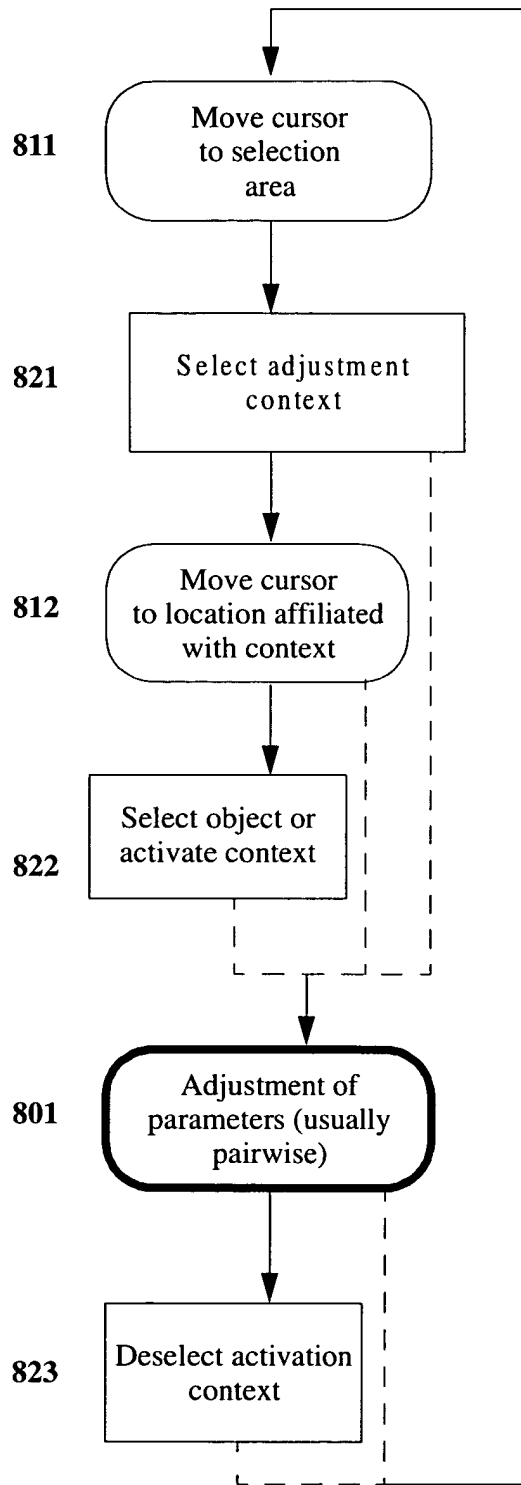 811
Move cursor
to selection
area
821
Select adjustment
context
812
Move cursor
to location affiliated
with context
822
Select object or
activate context
801
Adjustment of
parameters (usually
pairwise)
823
Deselect activation
context